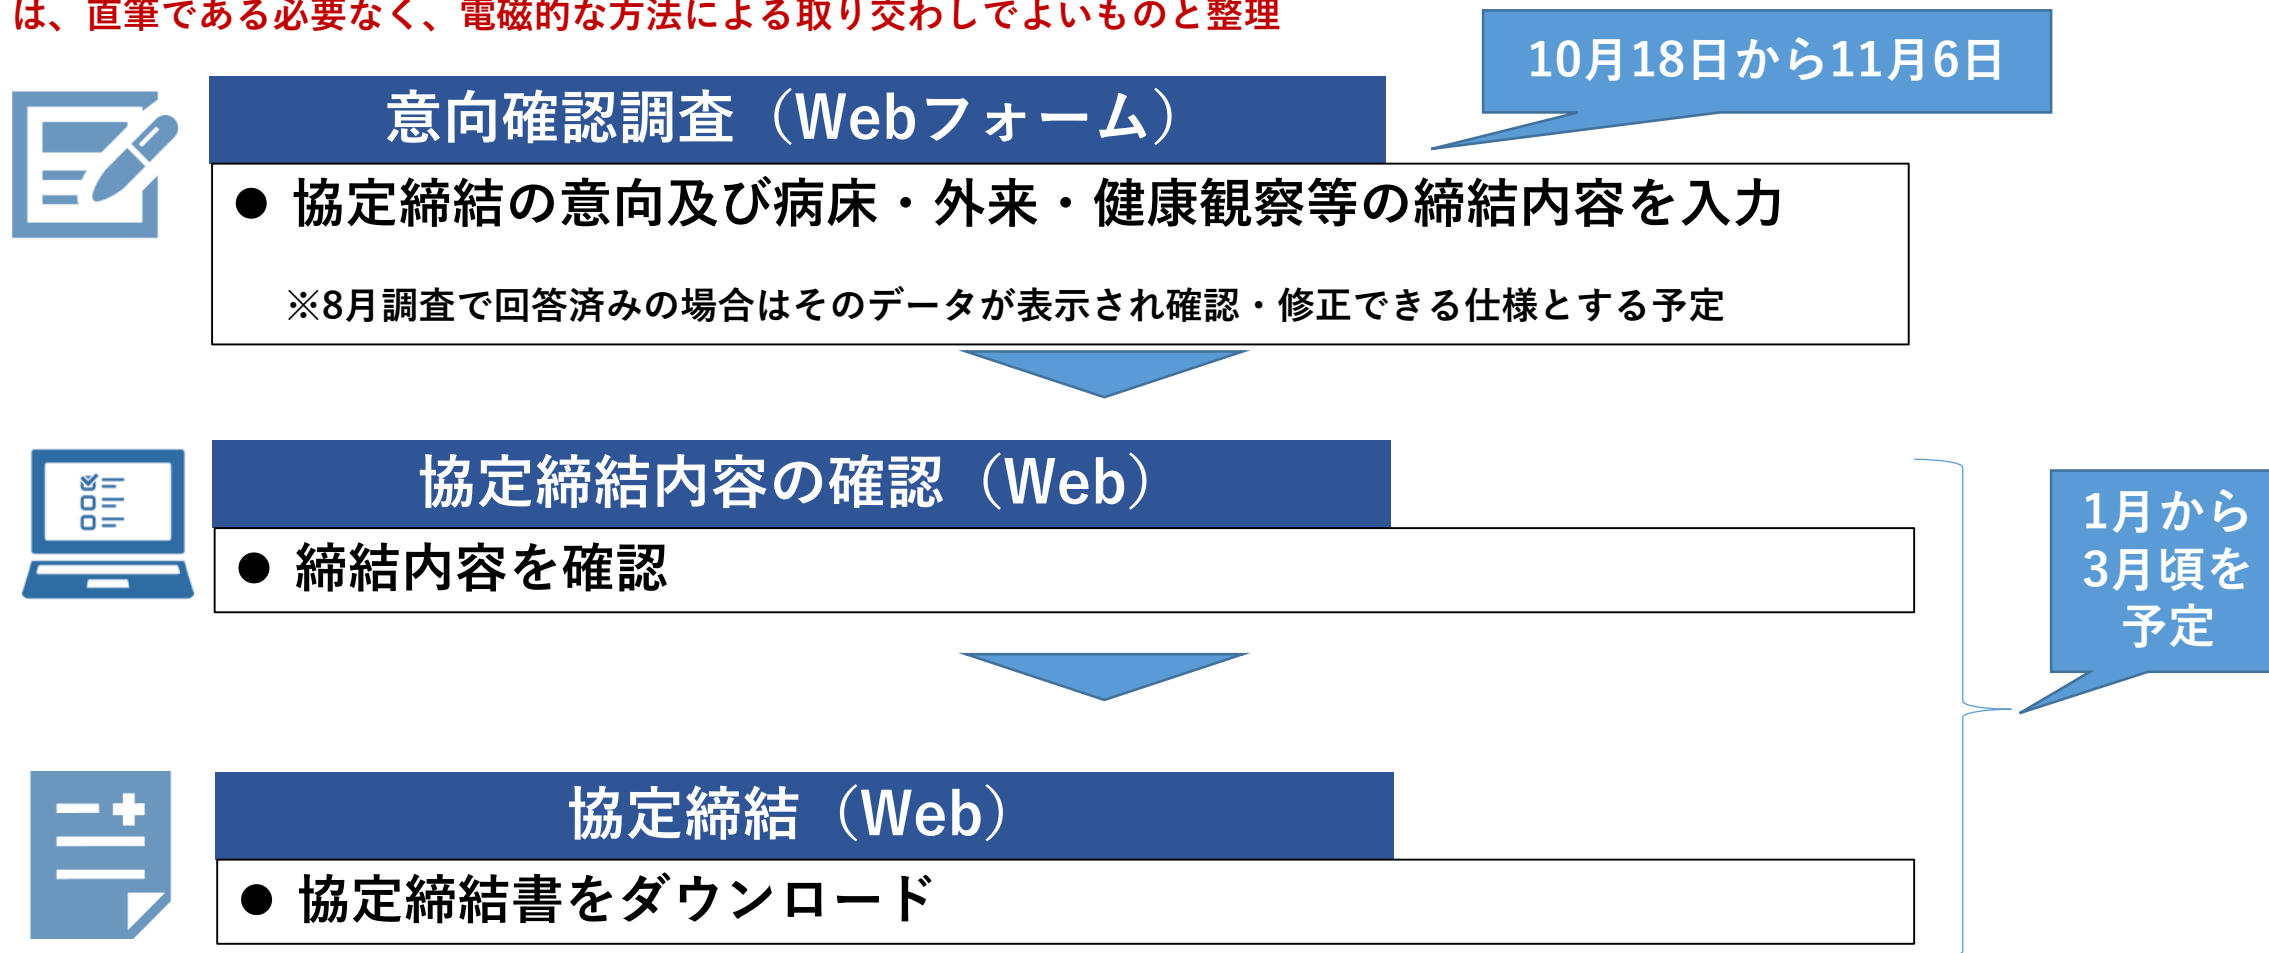 は、直筆である必要なく、電磁的な方法による取り交わしでよいものと整理
10月18日から11月6日
意向確認調査（Webフォーム）
● 協定締結の意向及び病床・外来・健康観察等の締結内容を入力
※8月調査で回答済みの場合はそのデータが表示され確認・修正できる仕様とする予定
協定締結内容の確認（Web）
● 締結内容を確認
1月から
3月頃を
予定
協定締結（Web）
● 協定締結書をダウンロード